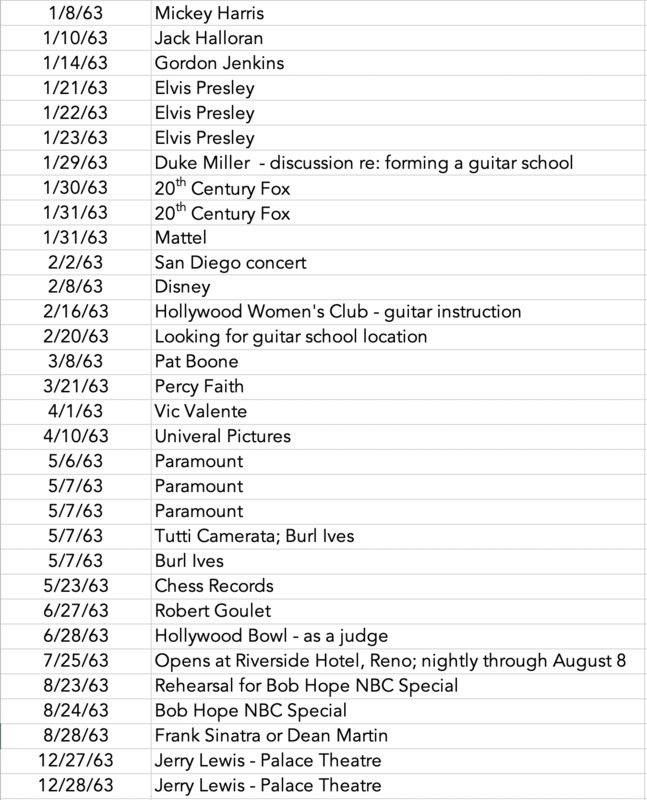 1/8/63 Mickey Harris
1/10/63 Jack Halloran
1/14/63 Gordon Jenkins
1/21/63 Elvis Presley
1/22/63 Elvis Presley
1/23/63 Elvis Presley
1/29/63 Duke Miller  - discussion re: forming a guitar school
1/30/63 20th Century Fox
1/31/63 20th Century Fox
1/31/63 Mattel
2/2/63 San Diego concert
2/8/63 Disney
2/16/63 Hollywood Women's Club - guitar instruction
2/20/63 Looking for guitar school location
3/8/63 Pat Boone
3/21/63 Percy Faith
4/1/63 Vic Valente
4/10/63 Univeral Pictures
5/6/63 Paramount
5/7/63 Paramount
5/7/63 Paramount
5/7/63 Tutti Camerata; Burl Ives
5/7/63 Burl Ives
5/23/63 Chess Records
6/27/63 Robert Goulet
6/28/63 Hollywood Bowl - as a judge
7/25/63 Opens at Riverside Hotel, Reno; nightly through August 8
8/23/63 Rehearsal for Bob Hope NBC Special
8/24/63 Bob Hope NBC Special
8/28/63 Frank Sinatra or Dean Martin
12/27/63 Jerry Lewis - Palace Theatre
12/28/63 Jerry Lewis - Palace Theatre